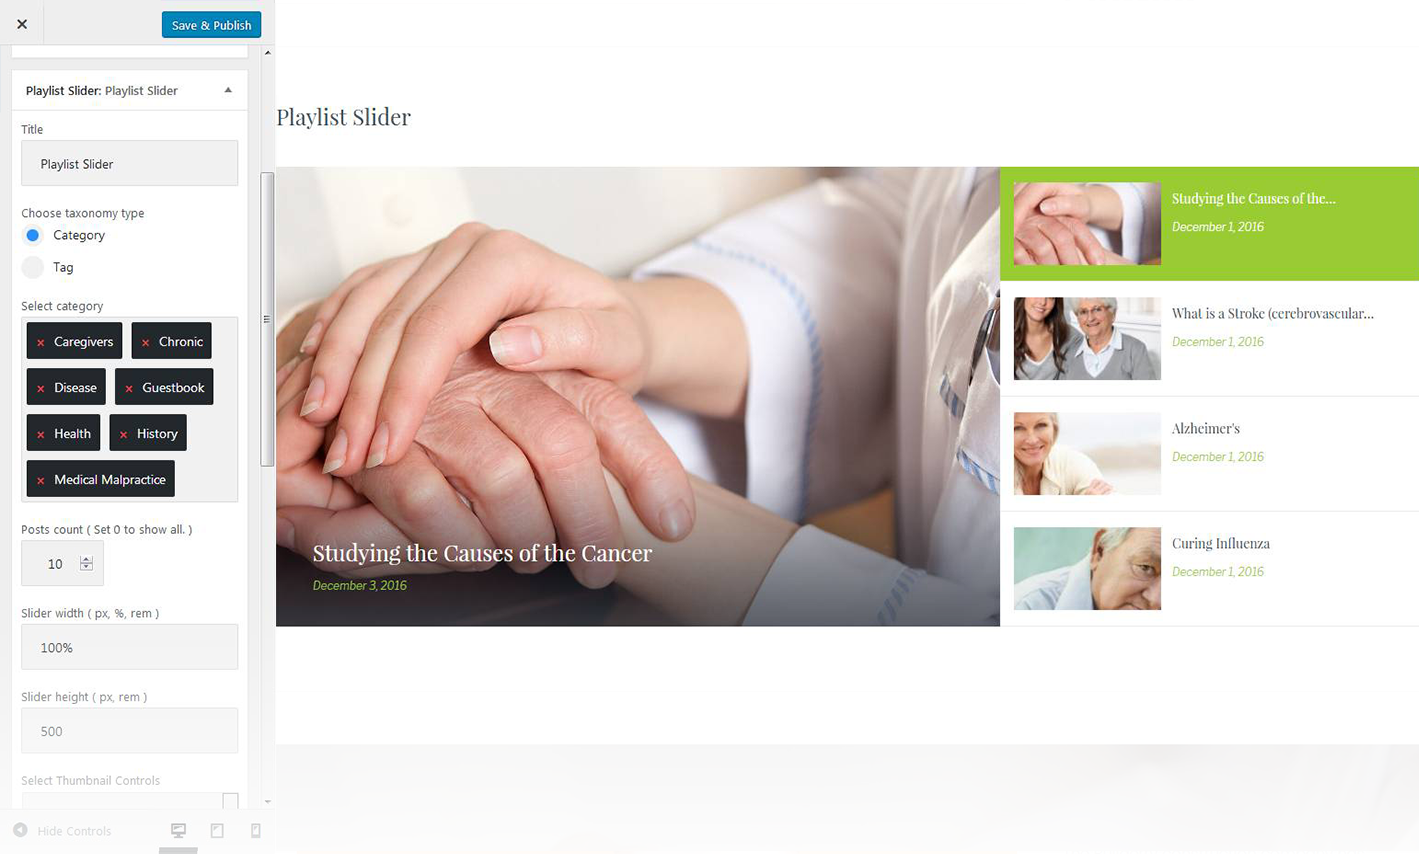 Save & Publish
Playlist Slider: Playlist Slider
Title
Playlist Slider
Choose taxonomy type
Category
Tag
Select category
× Caregivers × Chronic
× Disease × Guestbook
× Health × History
× Medical Malpractice
Posts count ( Set 0 to show all. )
10
Slider width ( px, %, rem )
100%
Slider height ( px, rem )
500
Select Thumbnail Controls
Hide Controls
Playlist Slider
Studying the Causes of the Cancer
December 3, 2016
Studying the Causes of the...
December 1, 2016
What is a Stroke (cerebrovascular...
December 1, 2016
Alzheimer's
December 1, 2016
Curing Influenza
December 1, 2016